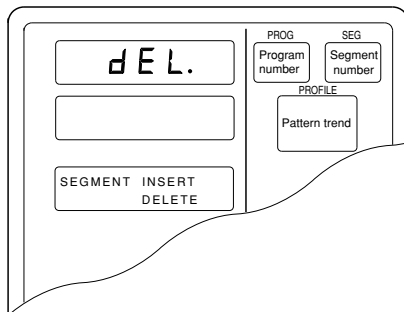 dEL.
SEGMENT INSERT
DELETE
PROG
SEG
Program
number
Segment
number
PROFILE
Pattern trend